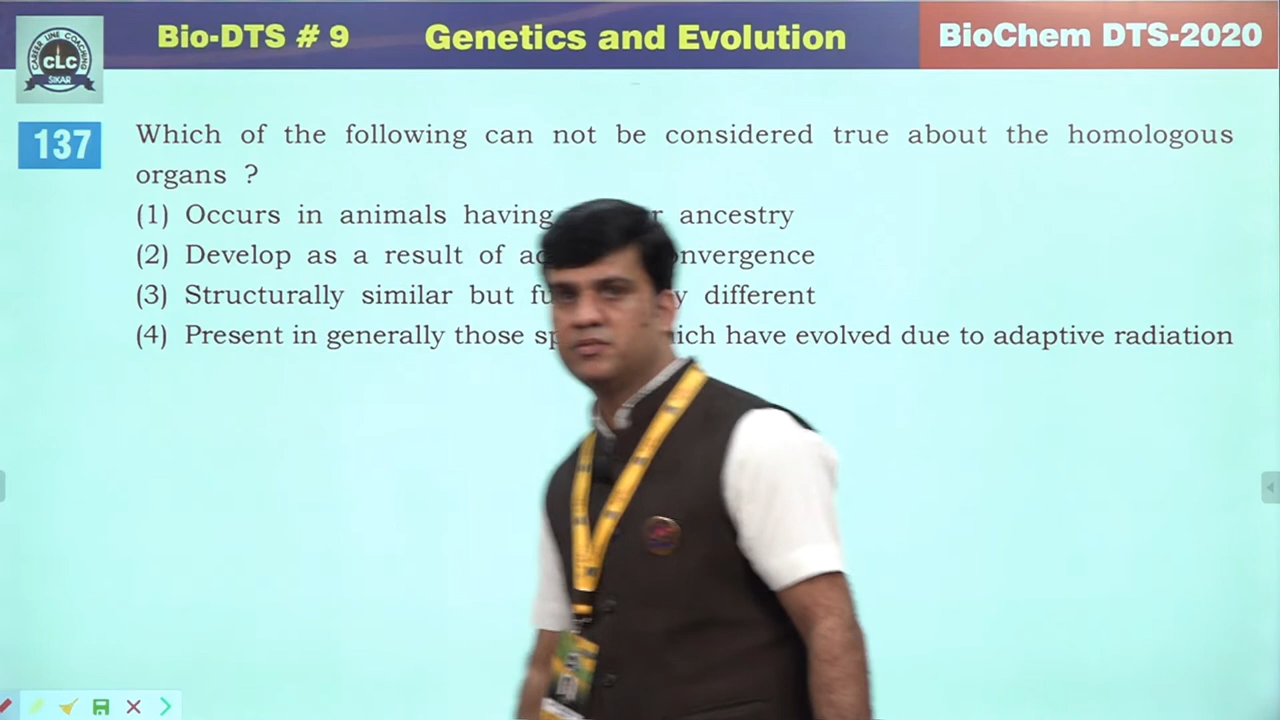 Bio-DTS # 9
Genetics and Evolution
BioChem DTS-2020
CAREER LINE COACHING
CLC
SIKAR
137
Which of the following can not be considered true about the homologous
organs ?
(1) Occurs in animals having ancestry
(2) Develop as a result of
(3) Structurally similar but different
(4) Present in generally those have evolved due to adaptive radiation